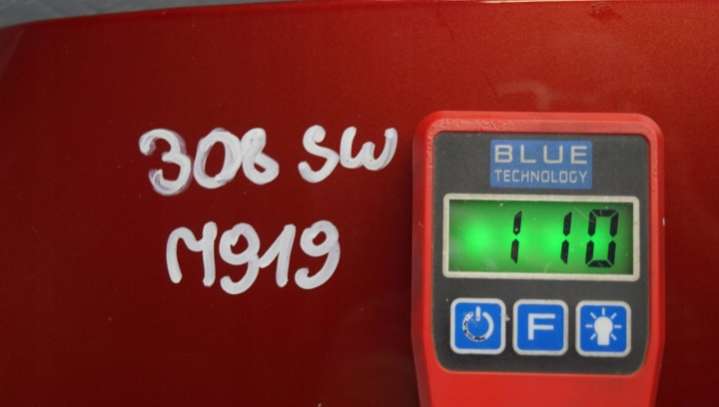 308 SW
M919
BLUE
TECHNOLOGY
110
F